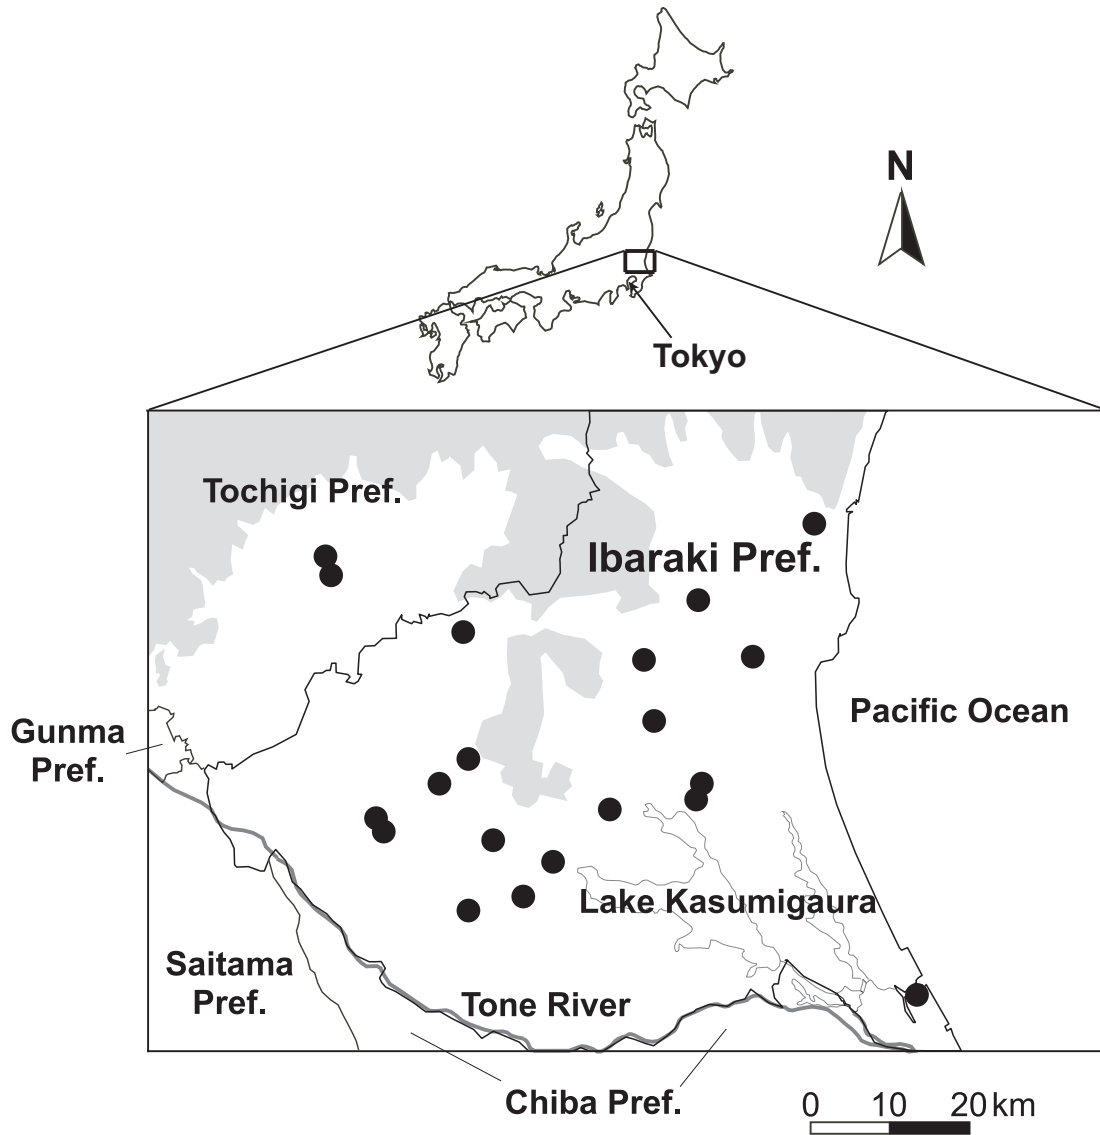 N
Tokyo
Tochigi Pref.
Ibaraki Pref.
Gunma
Pref.
Pacific Ocean
Lake Kasumigaura
Saitama
Pref.
Tone River
Chiba Pref.
0 10 20 km